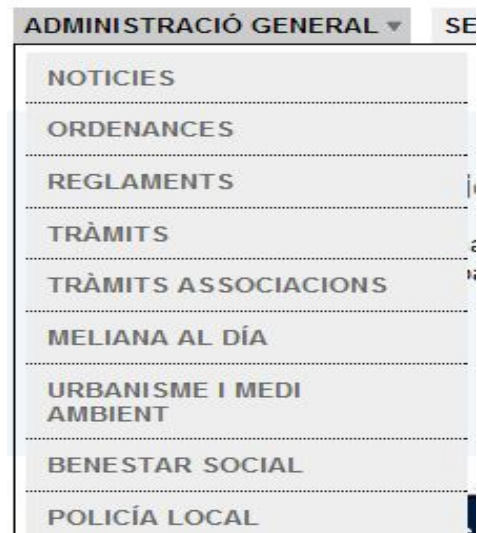 ADMINISTRACIÓ GENERAL SE
NOTICIES
ORDENANCES
REGLAMENTS
TRÀMITS
TRÀMITS ASSOCIACIONS
MELIANA AL DÍA
URBANISME I MEDI
AMBIENT
BENESTAR SOCIAL
POLICÍA LOCAL